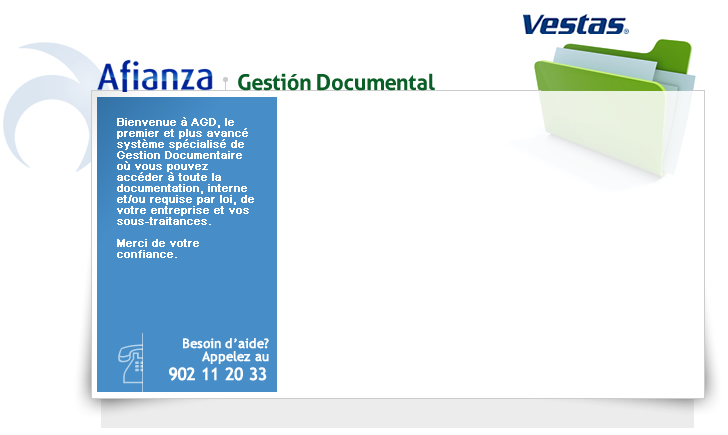 Vestas®
Afianza
Gestión Documental
Bienvenue à AGD, le
premier et plus avancé
système spécialisé de
Gestion Documentaire
où vous pouvez
accéder à toute la
documentation, interne
et/ou requise par loi, de
votre entreprise et vos
sous-traitances.
Merci de votre
confiance.
Besoin d'aide?
Appelez au
902 11 20 33